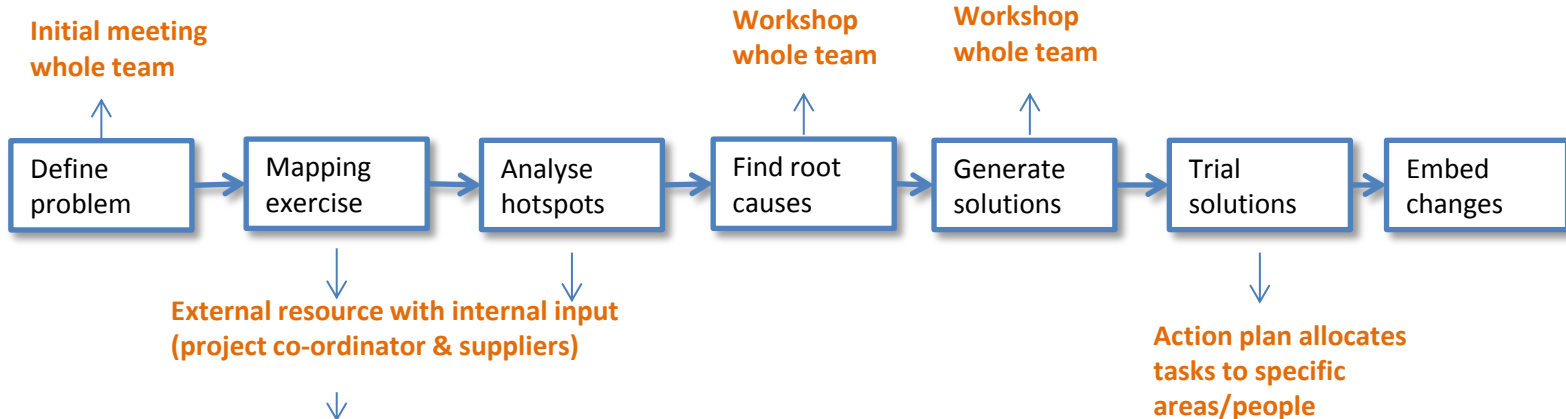 Initial meeting
whole team
Workshop
whole team
Workshop
whole team
Define
problem
Mapping
exercise
Analyse
hotspots
Find root
causes
Generate
solutions
Trial
solutions
Embed
changes
External resource with internal input
(project co-ordinator & suppliers)
Action plan allocates
tasks to specific
areas/people